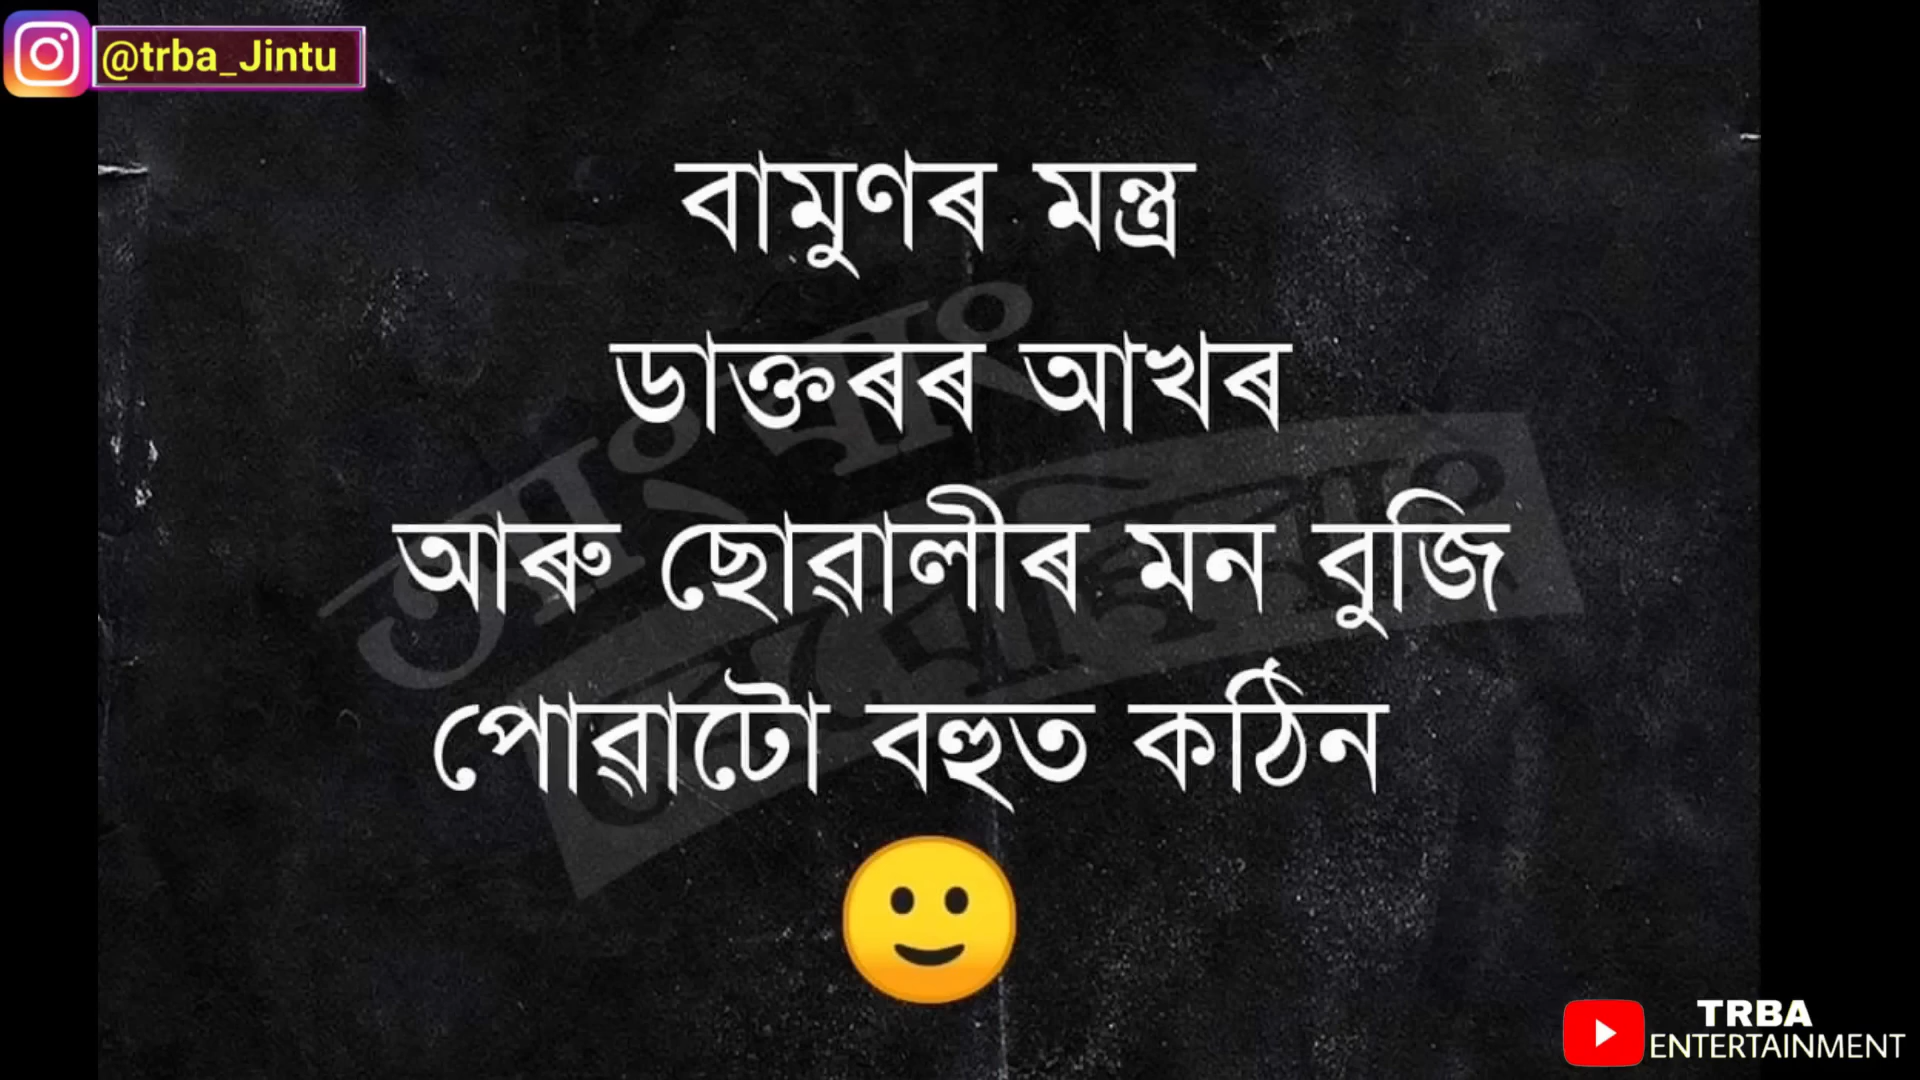 @trba_Jintu
বামুণৰ মন্ত্ৰ
ডাক্তৰৰ আখৰ
আৰু ছোৱালীৰ মন বুজি
পোৱাটো বহুত কঠিন
TRBA
ENTERTAINMENT